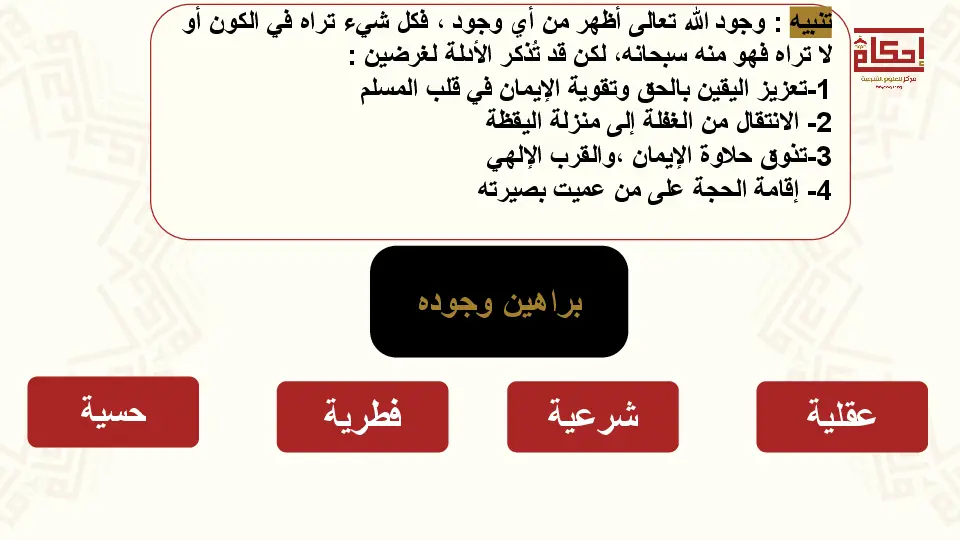 تنبيه : وجود الله تعالى أظهر من أي وجود ، فكل شيء تراه في الكون أو
لا تراه فهو منه سبحانه، لكن قد تُذكر الأدلة لغرضين :
1-تعزيز اليقين بالحق وتقوية الإيمان في قلب المسلم
2- الانتقال من الغفلة إلى منزلة اليقظة
3-تذوق حلاوة الإيمان ،والقرب الإلهي
4- إقامة الحجة على من عميت بصيرته
إحكام
مركز للعلوم الشرعية
براهين وجوده
عقلية
شرعية
فطرية
حسية